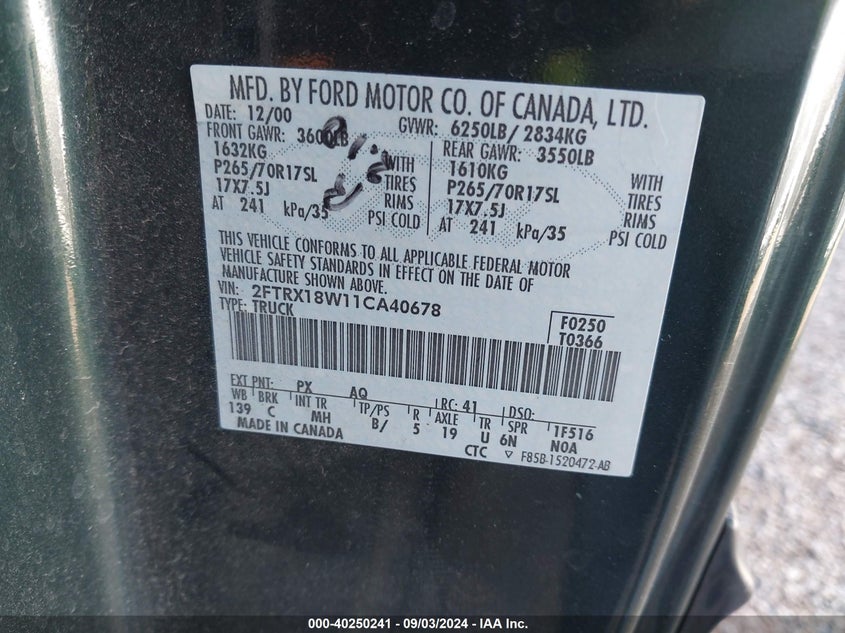 MFD. BY FORD MOTOR CO. OF CANADA, LTD.
DATE: 12/00 GVWR: 6250LB/ 2834KG
FRONT GAWR: 3600LB REAR GAWR: 3550LB
1632KG WITH 1610KG WITH
P265/70R17SL TIRES P265/70R17SL TIRES
17X7.5J RIMS 17X7.5J RIMS
AT 241 kPa/35 PSI COLD AT 241 kPa/35 PSI COLD
THIS VEHICLE CONFORMS TO ALL APPLICABLE FEDERAL MOTOR
VEHICLE SAFETY STANDARDS IN EFFECT ON THE DATE OF
MANUFACTURE SHOWN ABOVE.
VIN: 2FTRX18W11CA40678
TYPE: TRUCK
F0250
T0366
EXT PNT: PX AQ RC: 41 DSO:
WB BRK INT TR TP/PS R AXLE TR SPR 1F516
139 C MH B/ 5 19 U 6N N0A
MADE IN CANADA CTC ▽ F85B-1520472-AB
000-40250241 - 09/03/2024 - IAA Inc.